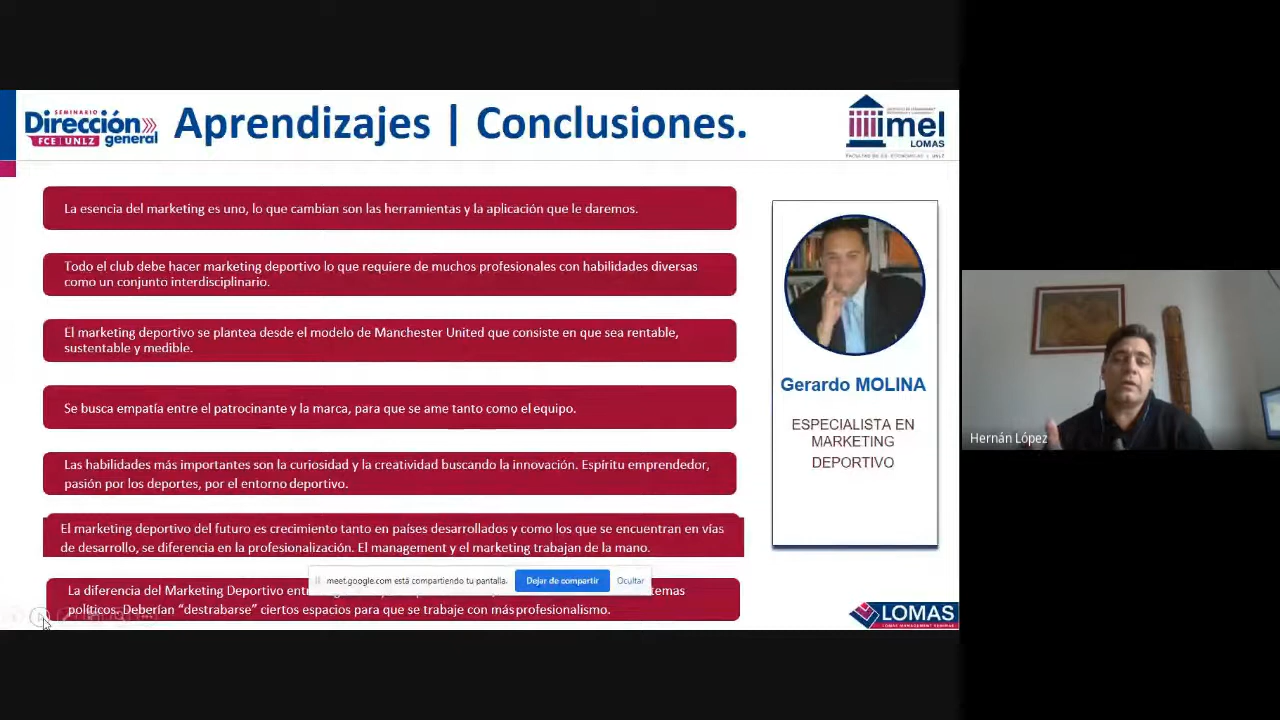 SEMINARIO
Dirección
general
FCE | UNLZ
Aprendizajes | Conclusiones.
imel
LOMAS
La esencia del marketing es uno, lo que cambian son las herramientas y la aplicación que le daremos.
Todo el club debe hacer marketing deportivo lo que requiere de muchos profesionales con habilidades diversas
como un conjunto interdisciplinario.
El marketing deportivo se plantea desde el modelo de Manchester United que consiste en que sea rentable,
sustentable y medible.
Se busca empatía entre el patrocinante y la marca, para que se ame tanto como el equipo.
Las habilidades más importantes son la curiosidad y la creatividad buscando la innovación. Espíritu emprendedor,
pasión por los deportes, por el entorno deportivo.
El marketing deportivo del futuro es crecimiento tanto en países desarrollados y como los que se encuentran en vías
de desarrollo, se diferencia en la profesionalización. El management y el marketing trabajan de la mano.
La diferencia del Marketing Deportivo entr
temas
políticos. Deberían “destrabarse” ciertos espacios para que se trabaje con más profesionalismo.
meet.google.com está compartiendo tu pantalla.
Dejar de compartir
Ocultar
Gerardo MOLINA
ESPECIALISTA EN
MARKETING
DEPORTIVO
LOMAS
LOMAS MANAGEMENT SEMINAR
Hernán López